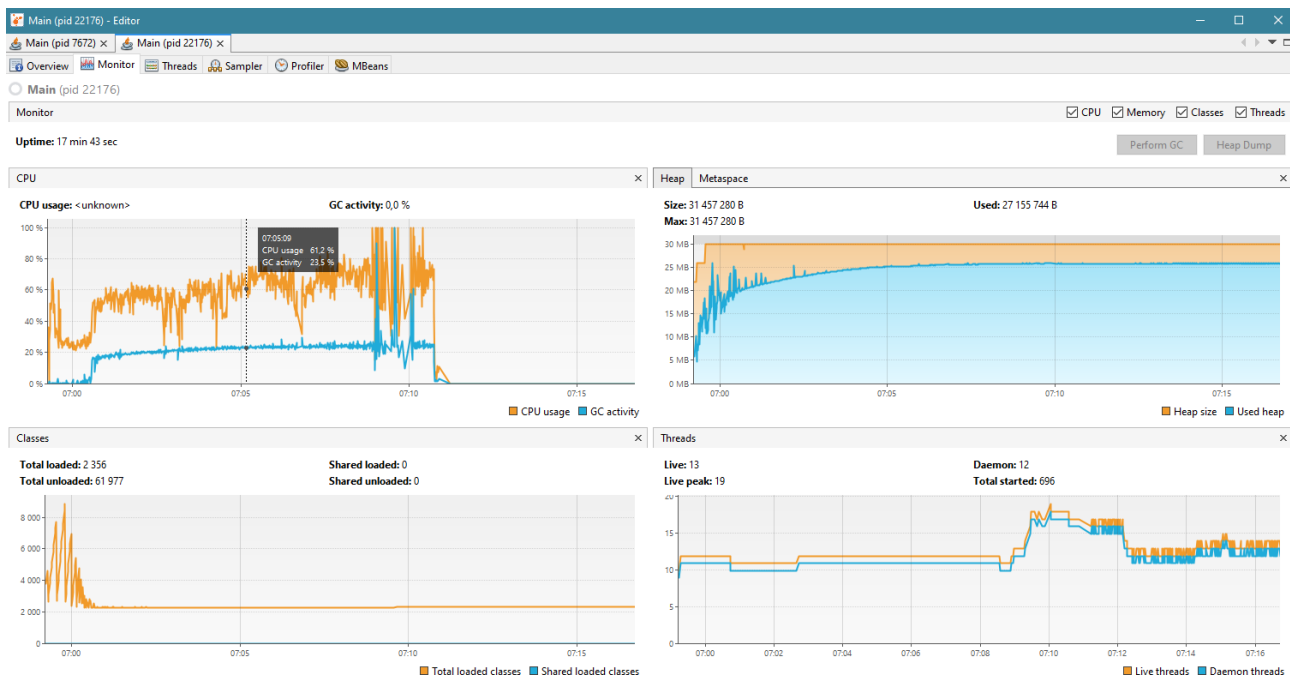 Main (pid 22176) - Editor
Main (pid 7672) Main (pid 22176)
Overview Monitor Threads Sampler Profiler MBeans
Main (pid 22176)
Monitor CPU Memory Classes Threads
Uptime: 17 min 43 sec
Perform GC Heap Dump
CPU
CPU usage: <unknown> GC activity: 0,0 %
100 %
80 %
60 %
40 %
20 %
0 %
07:05:09
CPU usage 61,2 %
GC activity 23,5 %
07:00 07:05 07:10 07:15
CPU usage GC activity
Heap Metaspace
Size: 31 457 280 B Used: 27 155 744 B
Max: 31 457 280 B
30 MB
25 MB
20 MB
15 MB
10 MB
5 MB
0 MB
07:00 07:05 07:10 07:15
Heap size Used heap
Classes
Total loaded: 2 356 Shared loaded: 0
Total unloaded: 61 977 Shared unloaded: 0
8 000
6 000
4 000
2 000
0
07:00 07:05 07:10 07:15
Total loaded classes Shared loaded classes
Threads
Live: 13 Daemon: 12
Live peak: 19 Total started: 696
20
15
10
5
0
07:00 07:02 07:04 07:06 07:08 07:10 07:12 07:14 07:16
Live threads Daemon threads